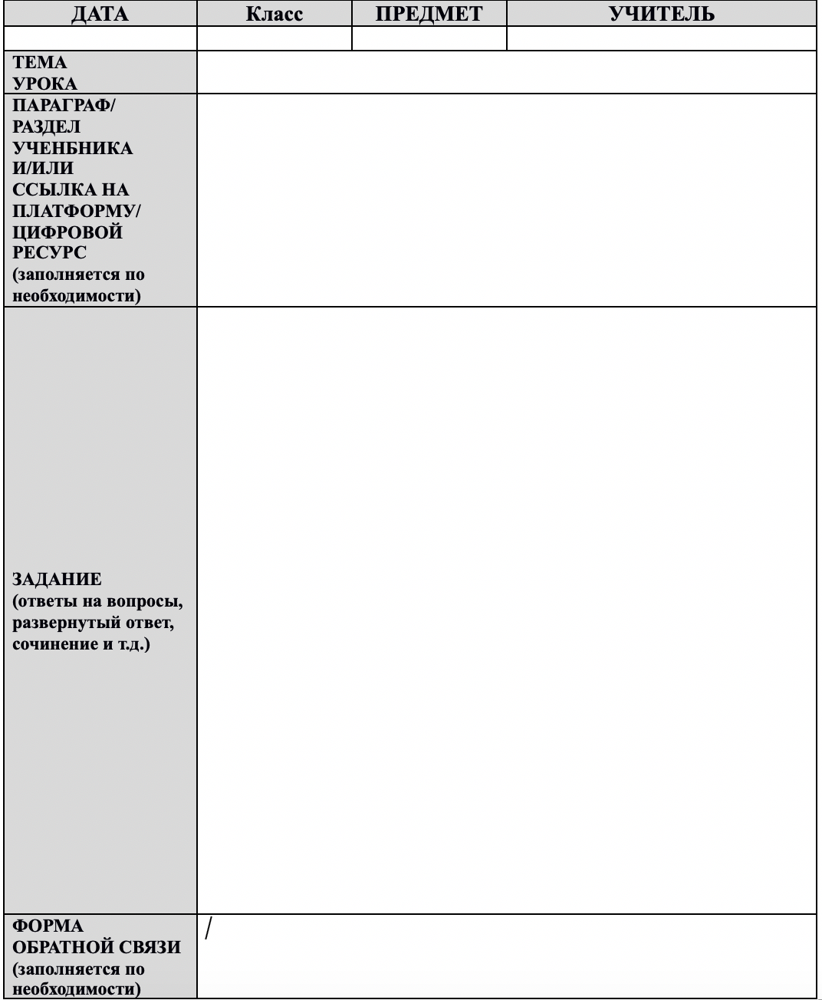 ДАТА Класс ПРЕДМЕТ УЧИТЕЛЬ
ТЕМА
УРОКА
ПАРАГРАФ/
РАЗДЕЛ
УЧЕНБНИКА
И/ИЛИ
ССЫЛКА НА
ПЛАТФОРМУ/
ЦИФРОВОЙ
РЕСУРС
(заполняется по
необходимости)
ЗАДАНИЕ
(ответы на вопросы,
развернутый ответ,
сочинение и т.д.)
ФОРМА /
ОБРАТНОЙ СВЯЗИ
(заполняется по
необходимости)